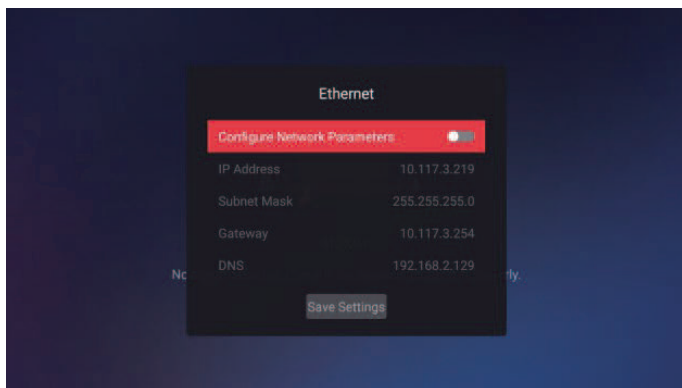 Ethernet
Configure Network Parameters
IP Address 10.117.3.219
Subnet Mask 255.255.255.0
Gateway 10.117.3.254
DNS 192.168.2.129
Save Settings